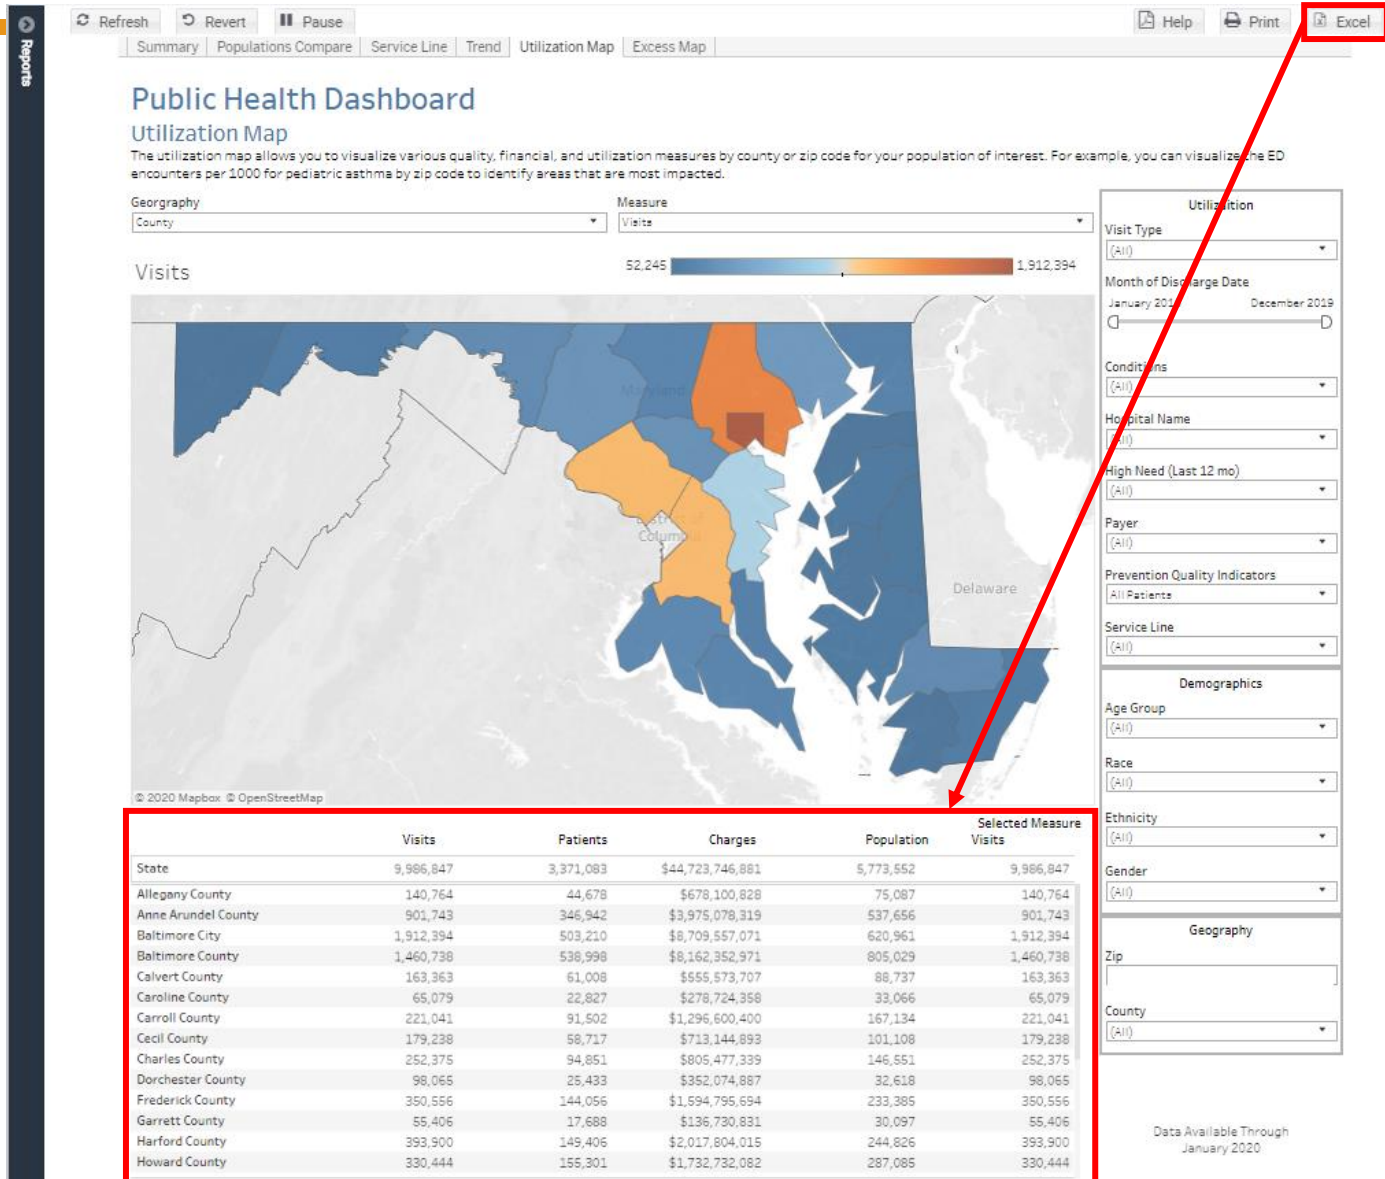 Reports
Refresh Revert Pause Help Print Excel
Summary Populations Compare Service Line Trend Utilization Map Excess Map
Public Health Dashboard
Utilization Map
The utilization map allows you to visualize various quality, financial, and utilization measures by county or zip code for your population of interest. For example, you can visualize the ED
encounters per 1000 for pediatric asthma by zip code to identify areas that are most impacted.
Georgraphy
County
Measure
Visits
Visits
52,245 1,912,394
Maryland
District of
Columbia
Delaware
© 2020 Mapbox © OpenStreetMap
Utilization
Visit Type
(All)
Month of Discharge Date
January 201 December 2019
Conditions
(All)
Hospital Name
(All)
High Need (Last 12 mo)
(All)
Payer
(All)
Prevention Quality Indicators
All Patients
Service Line
(All)
Demographics
Age Group
(All)
Race
(All)
Ethnicity
(All)
Gender
(All)
Geography
Zip
County
(All)
Data Available Through
January 2020
Selected Measure
Visits Patients Charges Population Visits
State 9,986,847 3,371,083 $44,723,746,881 5,773,552 9,986,847
Allegany County 140,764 44,678 $678,100,828 75,087 140,764
Anne Arundel County 901,743 346,942 $3,975,078,319 537,656 901,743
Baltimore City 1,912,394 503,210 $8,709,557,071 620,961 1,912,394
Baltimore County 1,460,738 538,998 $8,162,352,971 805,029 1,460,738
Calvert County 163,363 61,008 $555,573,707 88,737 163,363
Caroline County 65,079 22,827 $278,724,358 33,066 65,079
Carroll County 221,041 91,502 $1,296,600,400 167,134 221,041
Cecil County 179,238 58,717 $713,144,893 101,108 179,238
Charles County 252,375 94,851 $805,477,339 146,551 252,375
Dorchester County 98,065 25,433 $352,074,887 32,618 98,065
Frederick County 350,556 144,056 $1,594,795,694 233,385 350,556
Garrett County 55,406 17,688 $136,730,831 30,097 55,406
Harford County 393,900 149,406 $2,017,804,015 244,826 393,900
Howard County 330,444 155,301 $1,732,732,082 287,085 330,444